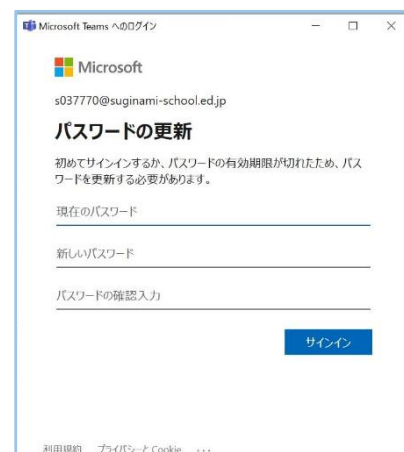 Microsoft Teams へのログイン
Microsoft
s037770@suginami-school.ed.jp
パスワードの更新
初めてサインインするか、パスワードの有効期限が切れたため、パス
ワードを更新する必要があります。
現在のパスワード
新しいパスワード
パスワードの確認入力
サインイン
利用規約 プライバシーと Cookie ...